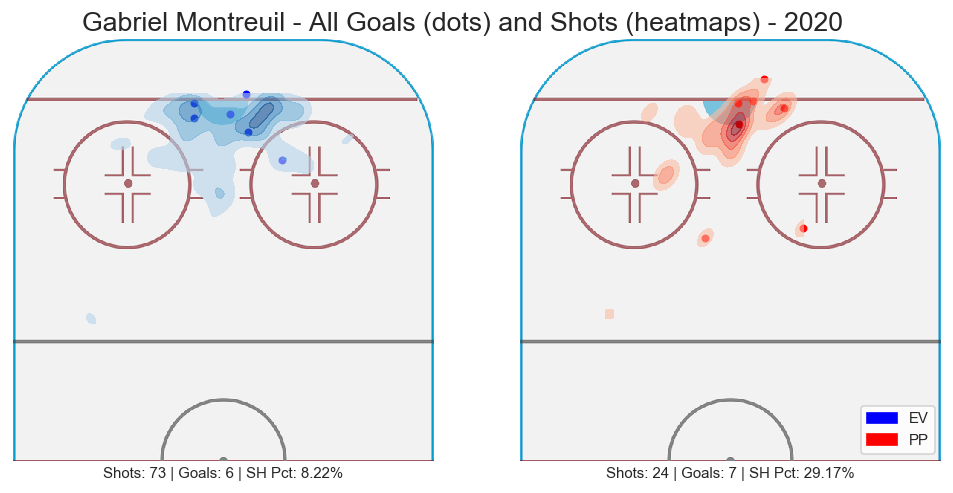 Gabriel Montreuil - All Goals (dots) and Shots (heatmaps) - 2020
EV
PP
Shots: 73 | Goals: 6 | SH Pct: 8.22%
Shots: 24 | Goals: 7 | SH Pct: 29.17%